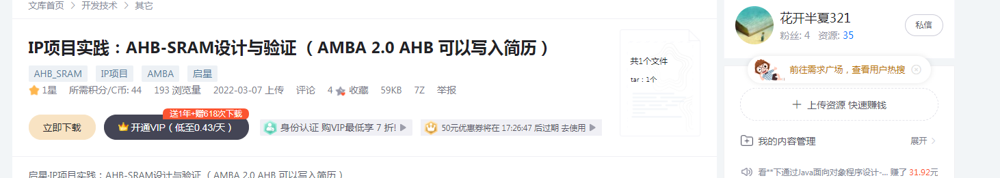 文库首页 > 开发技术 > 其它
IP项目实践：AHB-SRAM设计与验证 （ AMBA 2.0 AHB 可以写入简历 ）
AHB_SRAM IP项目 AMBA 启星
1星 所需积分/C币: 44 193 浏览量 2022-03-07 上传 评论 4 收藏 59KB 7Z 举报
送1年+赠618次下载
立即下载 开通VIP（低至0.43/天） 身份认证 购VIP最低享 7 折! 50元优惠券将在 17:26:47 后过期 去使用
启星·IP项目实践：AHB-SRAM设计与验证 （ AMBA 2.0 AHB 可以写入简历 ）
共1个文件
tar：1个
花开半夏321
私信
粉丝: 4 资源: 35
前往需求广场，查看用户热搜
上传资源 快速赚钱
我的内容管理 展开
看**下通过Java面向对象程序设计-... 赚了 31.92元